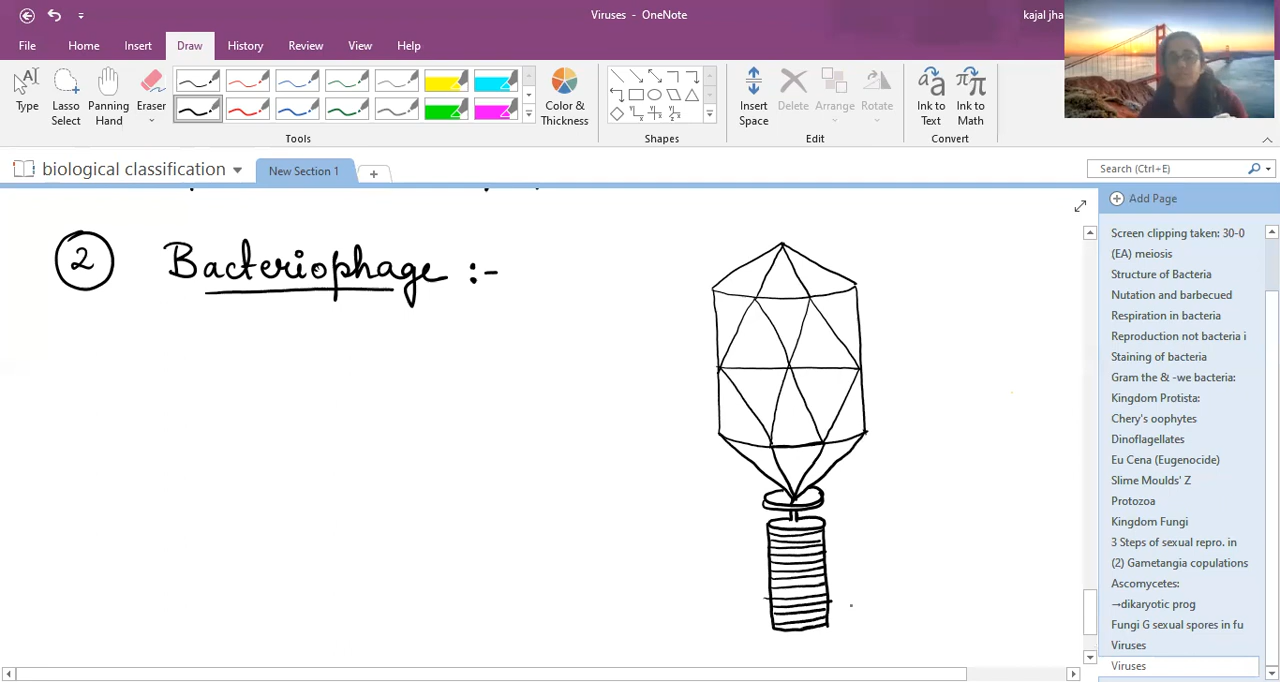 Viruses - OneNote
kajal jha
File Home Insert Draw History Review View Help
Type Lasso Select Panning Hand Eraser Color & Thickness Insert Space Delete Arrange Rotate Ink to Text Ink to Math
Tools Shapes Edit Convert
biological classification New Section 1 Search (Ctrl+E)
Add Page
2 Bacteriophage :-
Screen clipping taken: 30-0
(EA) meiosis
Structure of Bacteria
Nutation and barbecued
Respiration in bacteria
Reproduction not bacteria i
Staining of bacteria
Gram the & -we bacteria:
Kingdom Protista:
Chery's oophytes
Dinoflagellates
Eu Cena (Eugenocide)
Slime Moulds' Z
Protozoa
Kingdom Fungi
3 Steps of sexual repro. in
(2) Gametangia copulations
Ascomycetes:
→dikaryotic prog
Fungi G sexual spores in fu
Viruses
Viruses